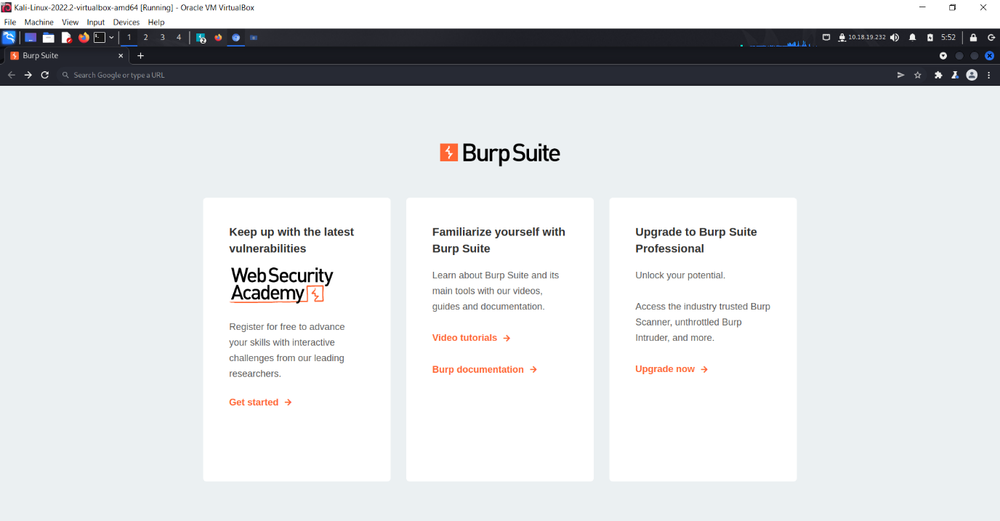 Kali-Linux-2022.2-virtualbox-amd64 [Running] - Oracle VM VirtualBox
File Machine View Input Devices Help
1 2 3 4 2 10.18.19.232 5:52
Burp Suite
Search Google or type a URL
Burp Suite
Keep up with the latest
vulnerabilities
Web Security
Academy
Register for free to advance
your skills with interactive
challenges from our leading
researchers.
Get started →
Familiarize yourself with
Burp Suite
Learn about Burp Suite and its
main tools with our videos,
guides and documentation.
Video tutorials →
Burp documentation →
Upgrade to Burp Suite
Professional
Unlock your potential.
Access the industry trusted Burp
Scanner, unthrottled Burp
Intruder, and more.
Upgrade now →